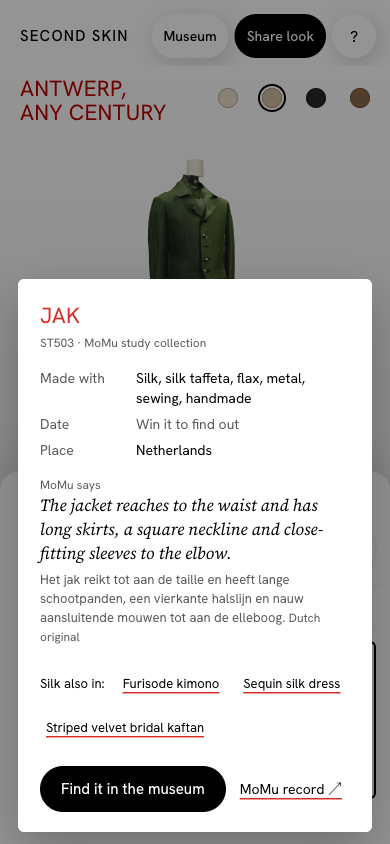 SECOND SKIN
Museum
Share look
?
ANTWERP,
ANY CENTURY
JAK
ST503 · MoMu study collection
Made with
Silk, silk taffeta, flax, metal,
sewing, handmade
Date
Win it to find out
Place
Netherlands
MoMu says
The jacket reaches to the waist and has
long skirts, a square neckline and close-
fitting sleeves to the elbow.
Het jak reikt tot aan de taille en heeft lange
schootpanden, een vierkante halslijn en nauw
aansluitende mouwen tot aan de elleboog. Dutch
original
Silk also in:
Furisode kimono
Sequin silk dress
Striped velvet bridal kaftan
Find it in the museum
MoMu record ↗